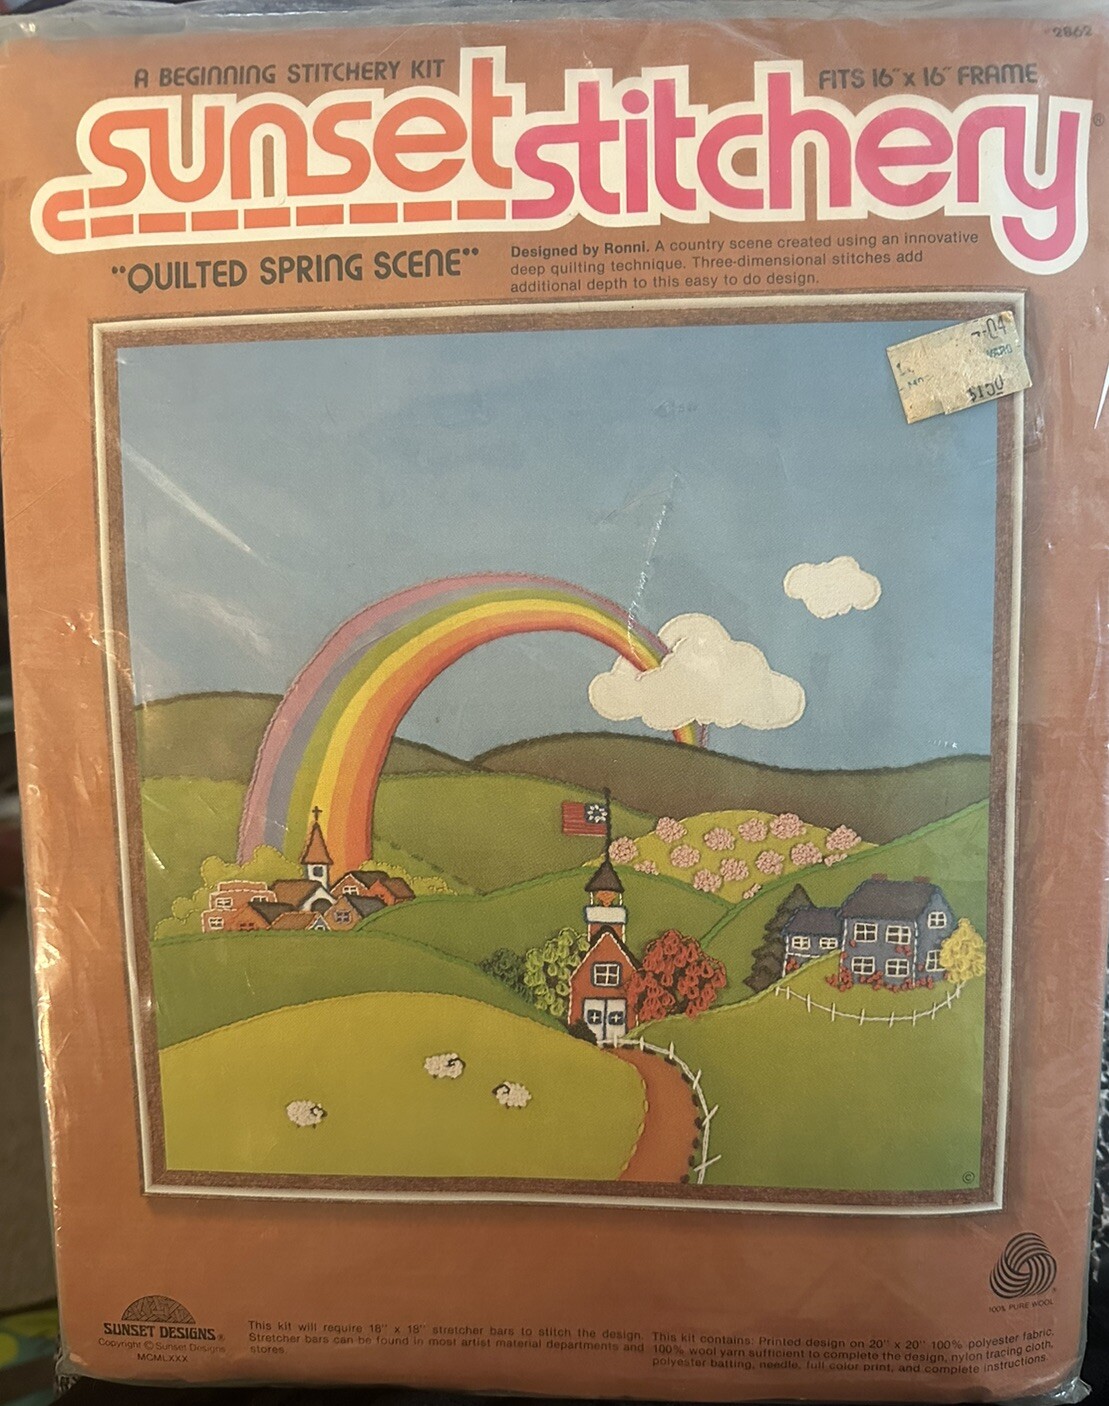 2862
A BEGINNING STITCHERY KIT
FITS 16″ x 16″ FRAME
sunset stitchery®
"QUILTED SPRING SCENE"
Designed by Ronni. A country scene created using an innovative
deep quilting technique. Three-dimensional stitches add
additional depth to this easy to do design.
$1.50
©
100% PURE WOOL
SUNSET DESIGNS®
Copyright © Sunset Designs
MCMLXXX
This kit will require 18" x 18" stretcher bars to stitch the design.
Stretcher bars can be found in most artist material departments and
stores.
This kit contains: Printed design on 20" x 20" 100% polyester fabric,
100% wool yarn sufficient to complete the design, nylon tracing cloth,
polyester batting, needle, full color print, and complete instructions.